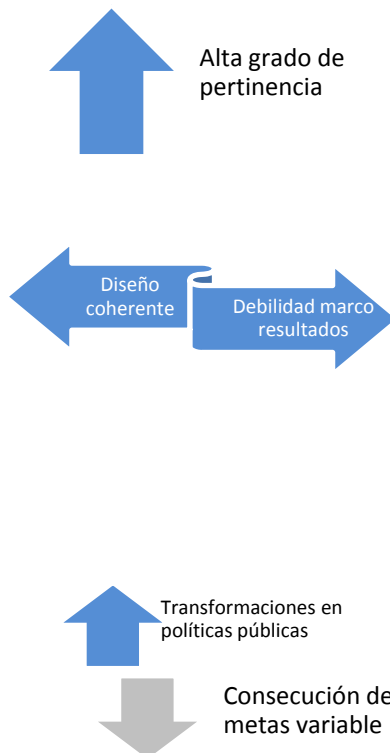 Alta grado de
pertinencia
Diseño
coherente
Debilidad marco
resultados
Transformaciones en
políticas públicas
Consecución de
metas variable